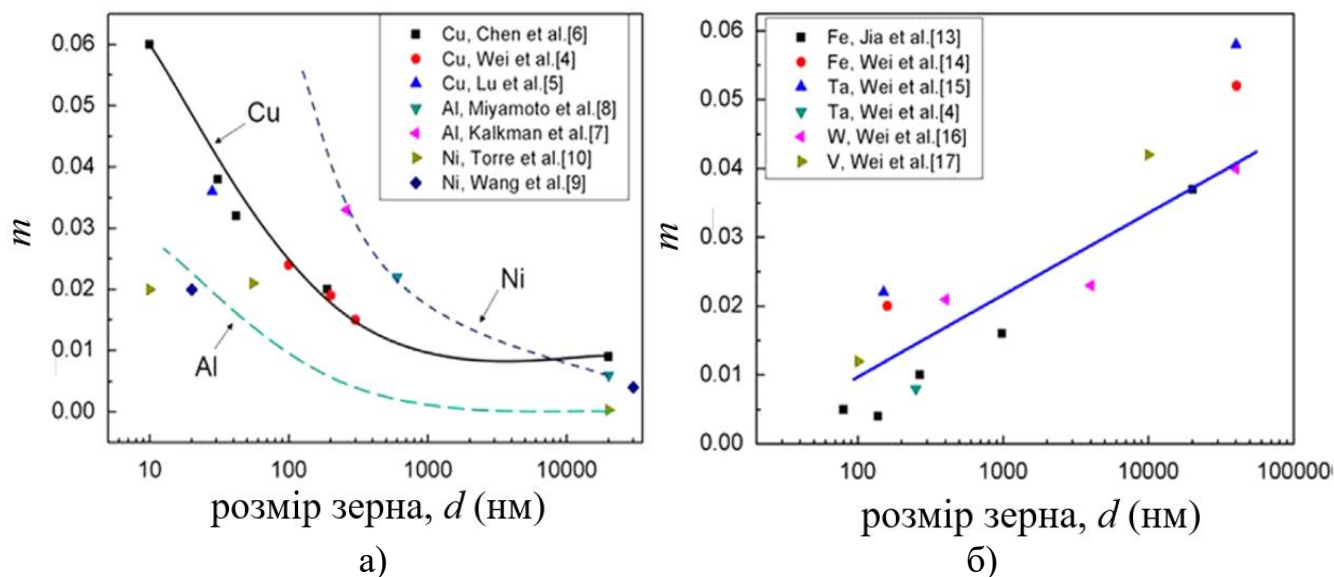 0.06
0.05
0.04
0.03
0.02
0.01
0.00
m
Cu, Chen et al.[6]
Cu, Wei et al.[4]
Cu, Lu et al.[5]
Al, Miyamoto et al.[8]
Al, Kalkman et al.[7]
Ni, Torre et al.[10]
Ni, Wang et al.[9]
Cu
Ni
Al
10 100 1000 10000
розмір зерна, d (нм)
а)
0.06
0.05
0.04
0.03
0.02
0.01
0.00
m
Fe, Jia et al.[13]
Fe, Wei et al.[14]
Ta, Wei et al.[15]
Ta, Wei et al.[4]
W, Wei et al.[16]
V, Wei et al.[17]
100 1000 10000 100000
розмір зерна, d (нм)
б)